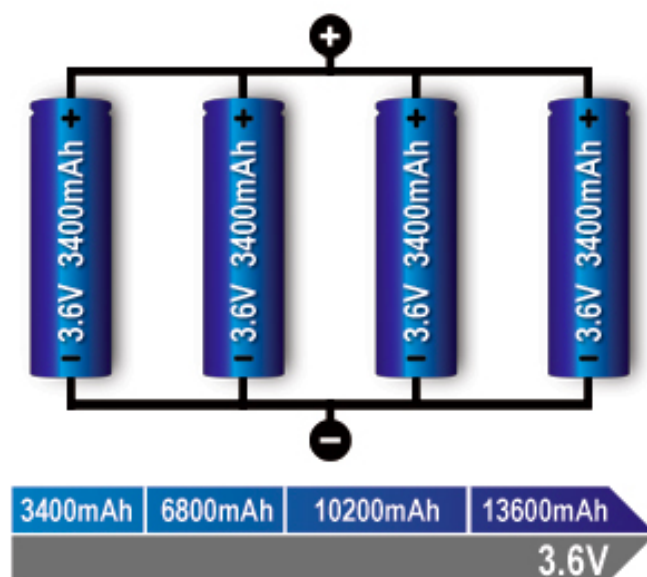 +
+ 3.6V 3400mAh −
+ 3.6V 3400mAh −
+ 3.6V 3400mAh −
+ 3.6V 3400mAh −
−
3400mAh 6800mAh 10200mAh 13600mAh
3.6V